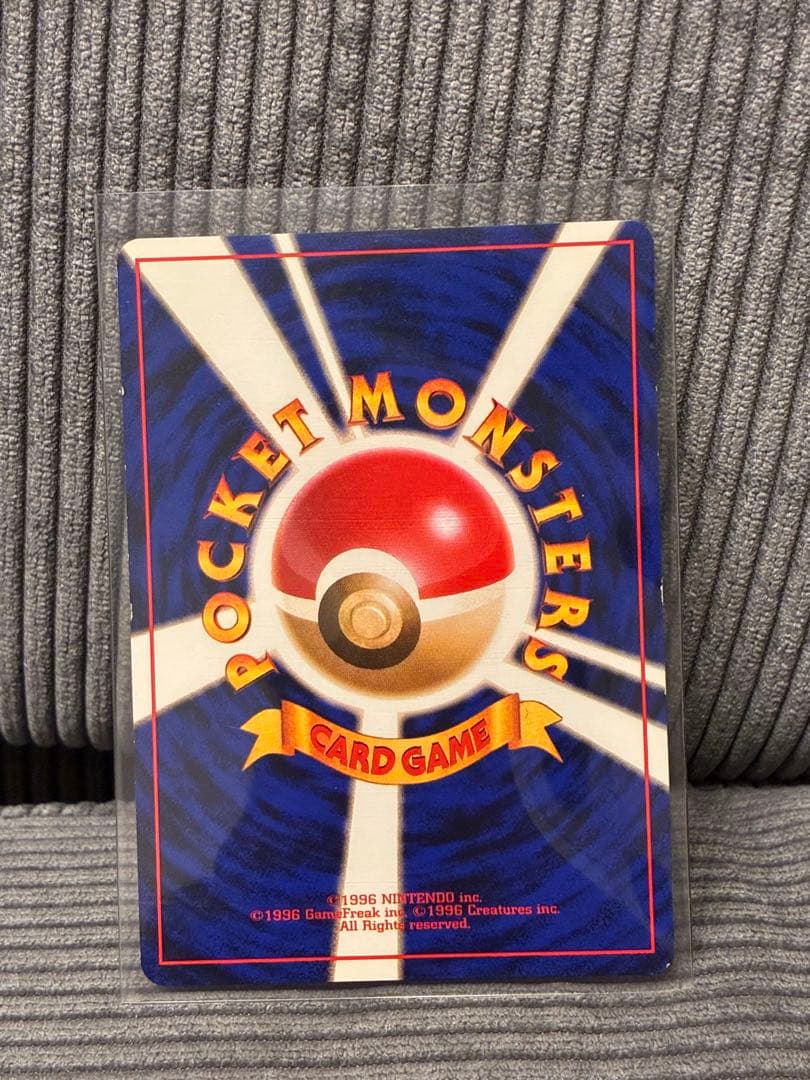 POCKET MONSTERS
CARD GAME
©1996 NINTENDO inc.
©1996 GameFreak inc. ©1996 Creatures inc.
All Rights reserved.